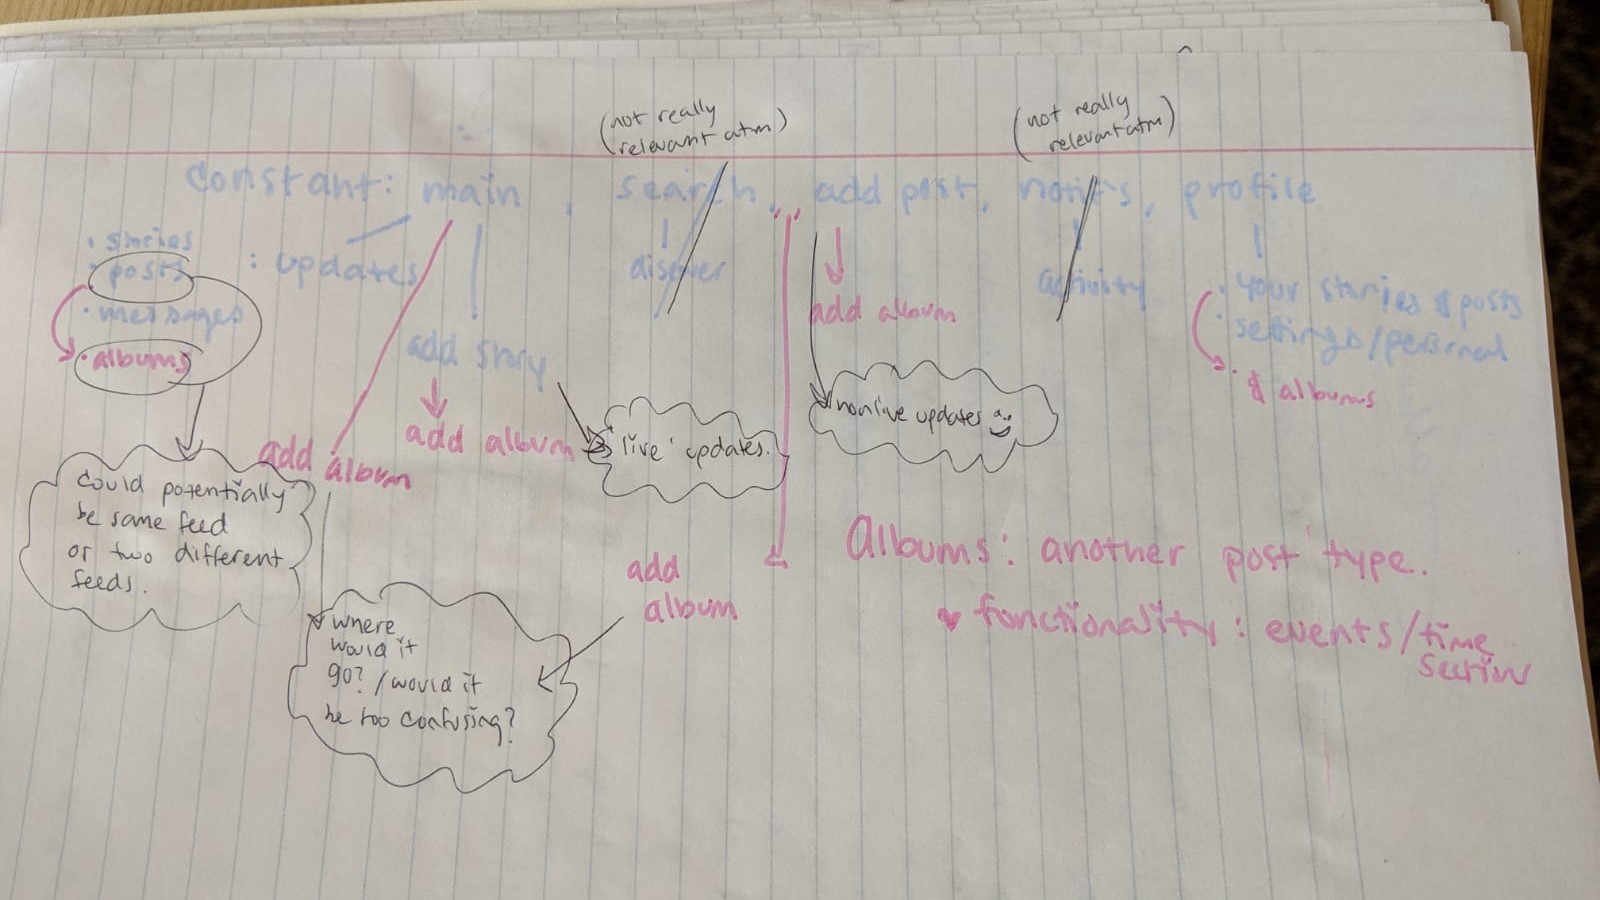 (not really
relevant atm)
(not really
relevant atm)
constant: main, search, add post, notifs, profile
· stories
· posts
· messages
· albums
: updates
discover
activity
add album
· your stories & posts
· settings/personal
· & albums
add story
add album
'live' updates.
nonlive updates
add album
could potentially
be same feed
or two different
feeds.
add
album
where
would it
go? /would it
be too confusing?
Albums: another post type.
functionality: events/time
section